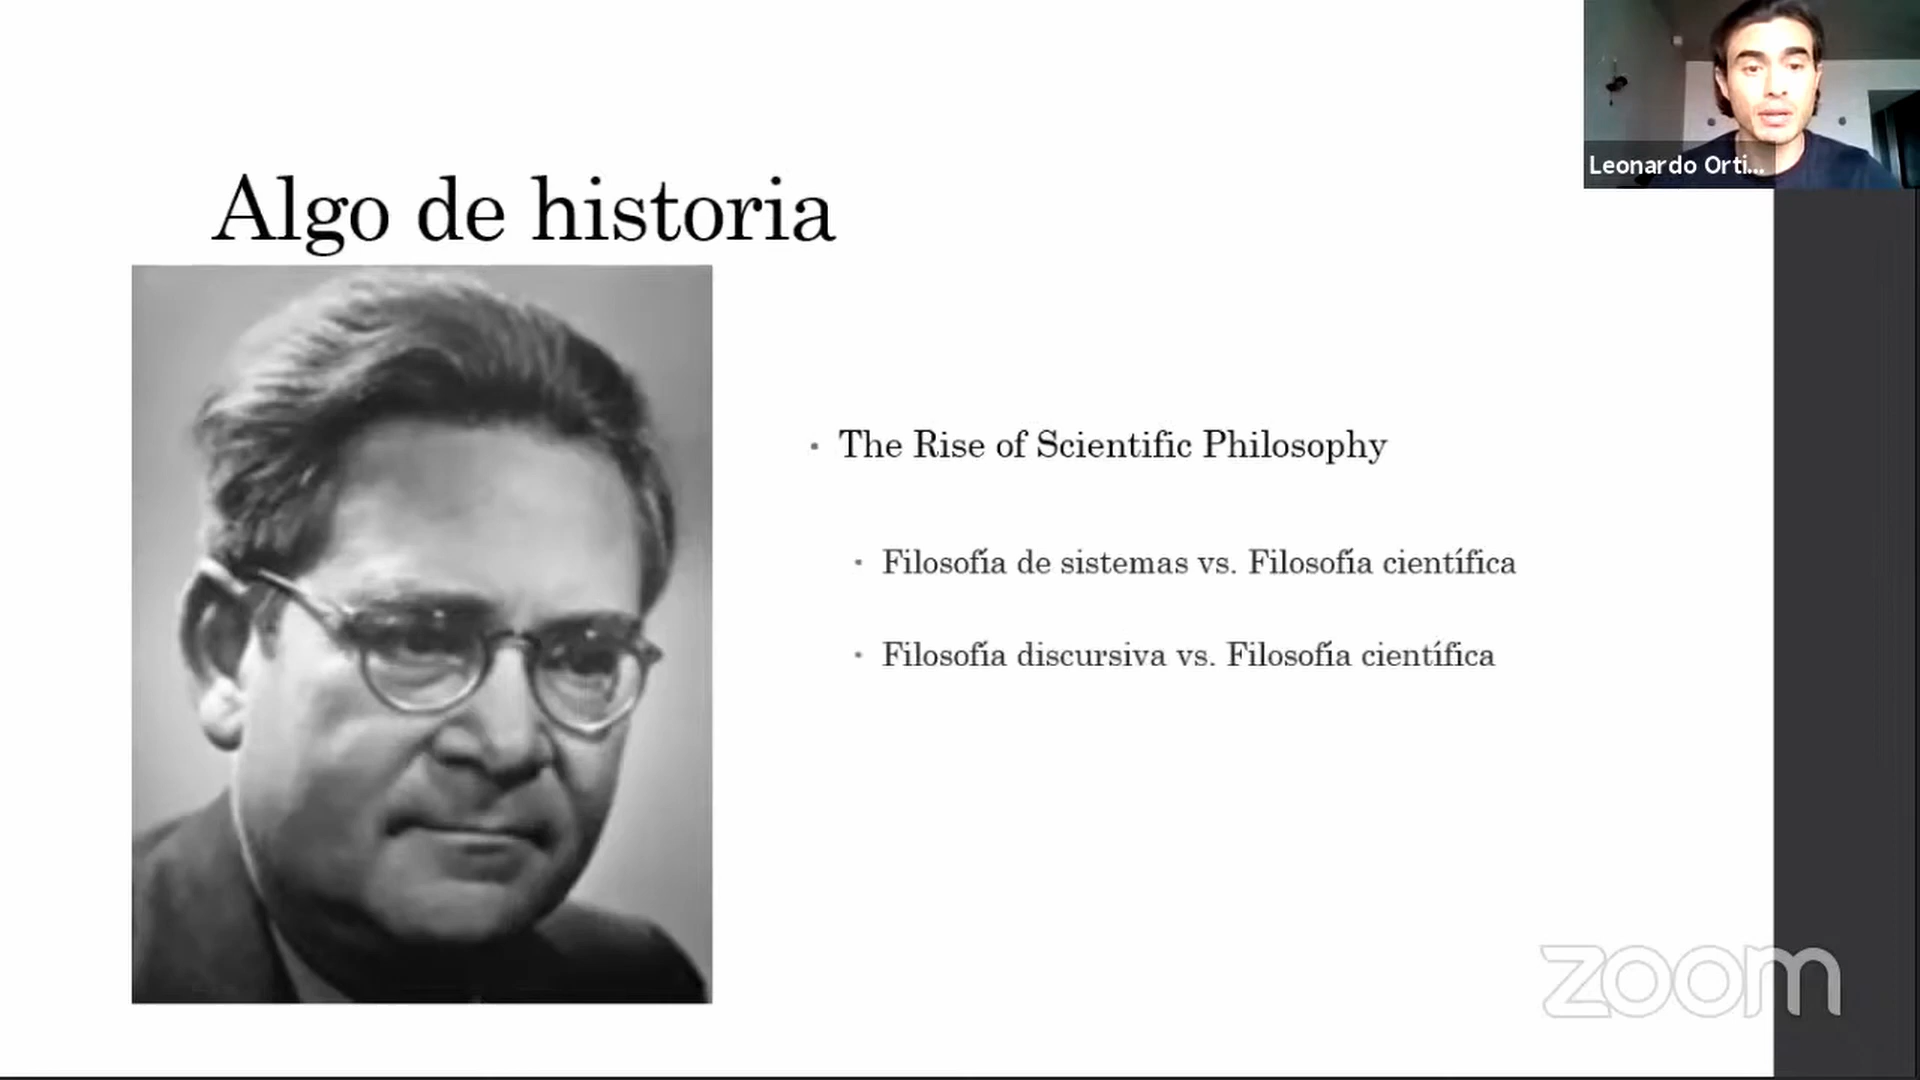 Leonardo Orti...
Algo de historia
The Rise of Scientific Philosophy
Filosofía de sistemas vs. Filosofía científica
Filosofía discursiva vs. Filosofía científica
zoom